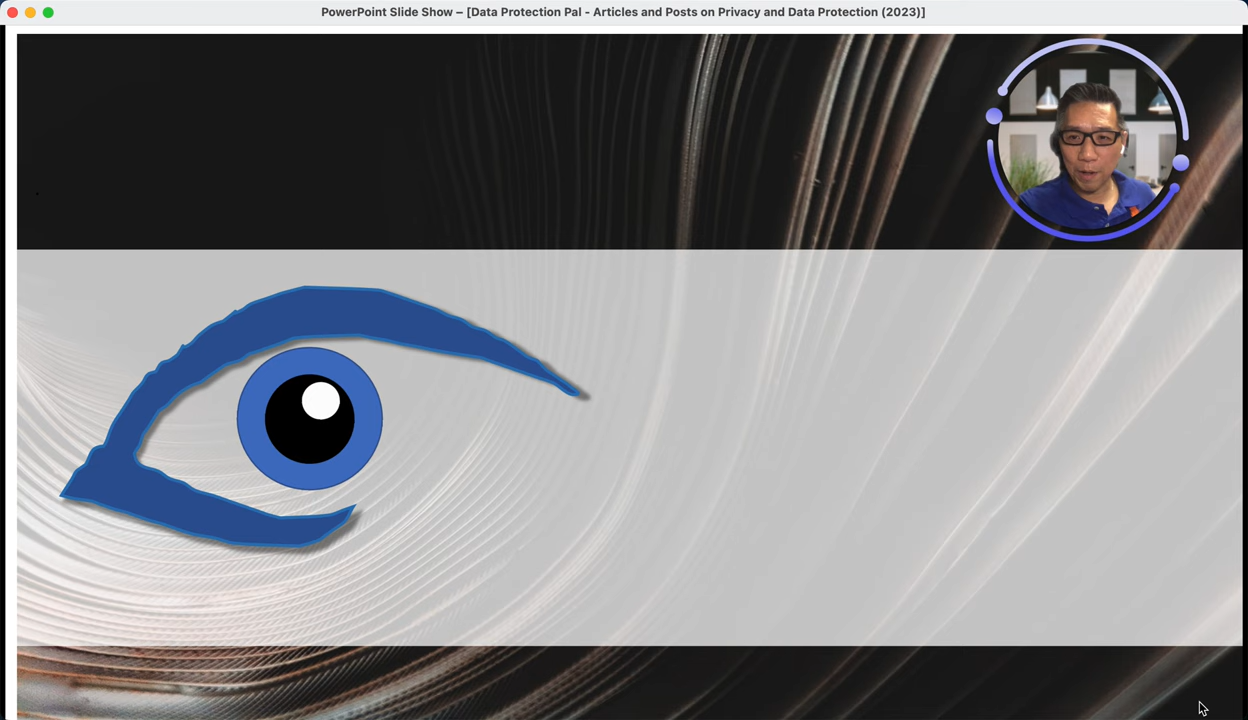 PowerPoint Slide Show – [Data Protection Pal - Articles and Posts on Privacy and Data Protection (2023)]